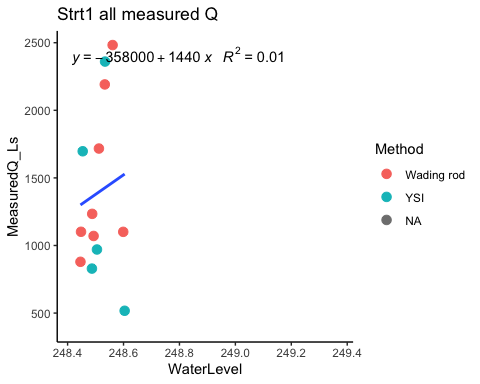 Strt1 all measured Q
y = −358000 + 1440 x R² = 0.01
2500
2000
1500
1000
500
MeasuredQ_Ls
248.4 248.6 248.8 249.0 249.2 249.4
WaterLevel
Method
Wading rod
YSI
NA